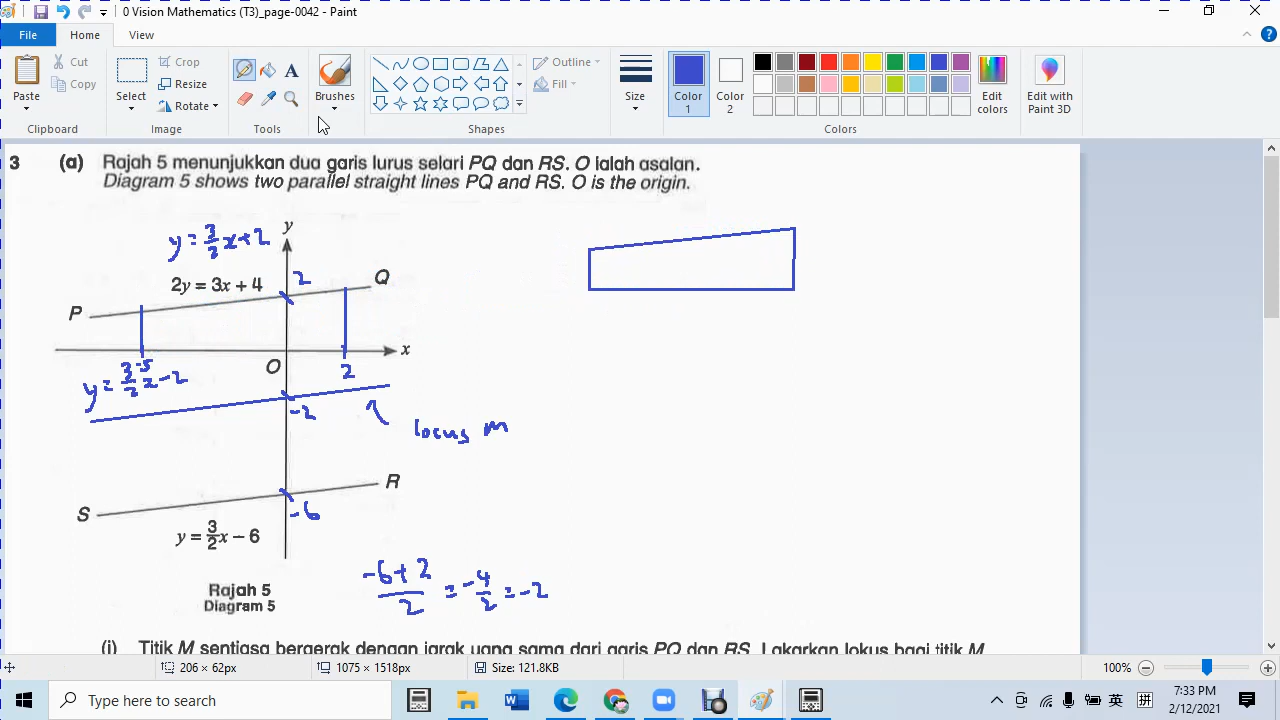 0 Vision Mathematics (T3)_page-0042 - Paint
File Home View
Paste
Cut
Copy
Clipboard
Select
Crop
Resize
Rotate
Image
A
Tools
Brushes
Shapes
Outline
Fill
Size
Color 1
Color 2
Edit colors
Colors
Edit with Paint 3D
3 (a) Rajah 5 menunjukkan dua garis lurus selari PQ dan RS. O ialah asalan.
Diagram 5 shows two parallel straight lines PQ and RS. O is the origin.
y
y = 3/2 x + 2
2y = 3x + 4
2
Q
P
O
x
-5
2
y = 3/2 x - 2
-2
locus M
R
S
-6
y = 3/2 x − 6
(-6+2)/2 = -4/2 = -2
Rajah 5
Diagram 5
(i) Titik M sentiasa bergerak dengan jarak yang sama dari garis PQ dan RS. Lakarkan lokus bagi titik M
206 × 62px
1075 × 1518px
Size: 121.8KB
100%
Type here to search
英
拼
7:33 PM
2/12/2021